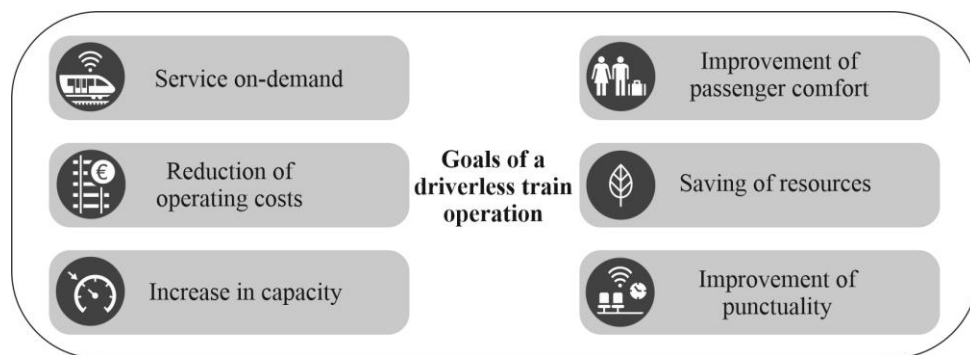 Service on-demand
Reduction of
operating costs
€
Increase in capacity
Goals of a
driverless train
operation
Improvement of
passenger comfort
Saving of resources
Improvement of
punctuality